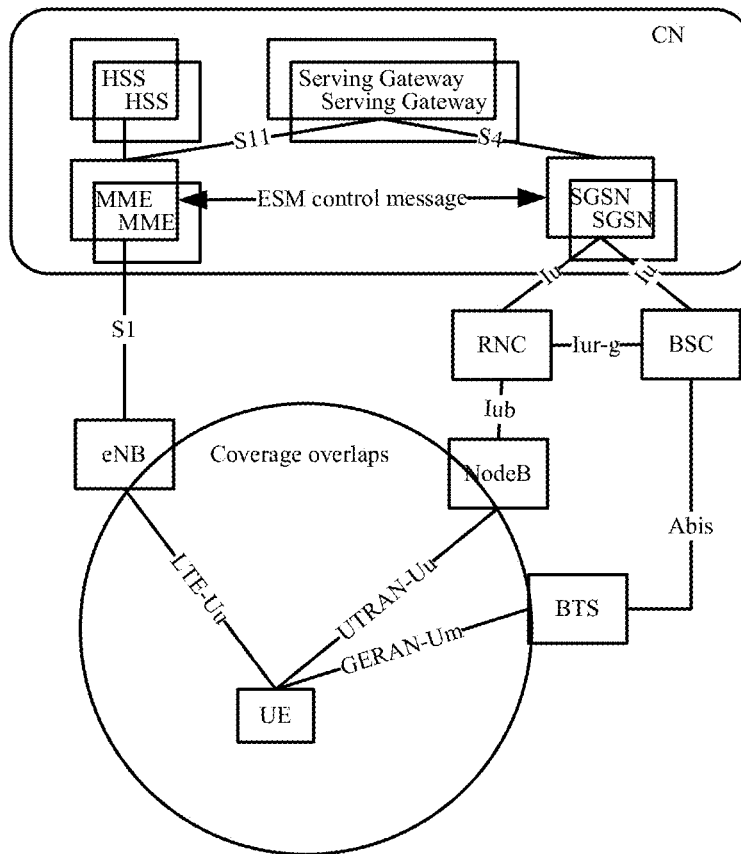 CN
HSS
HSS
Serving Gateway
Serving Gateway
S11
S4
MME
MME
ESM control message
SGSN
SGSN
Iu
Iu
S1
RNC
Iur-g
BSC
Iub
eNB
Coverage overlaps
NodeB
Abis
LTE-Uu
UTRAN-Uu
GERAN-Um
BTS
UE